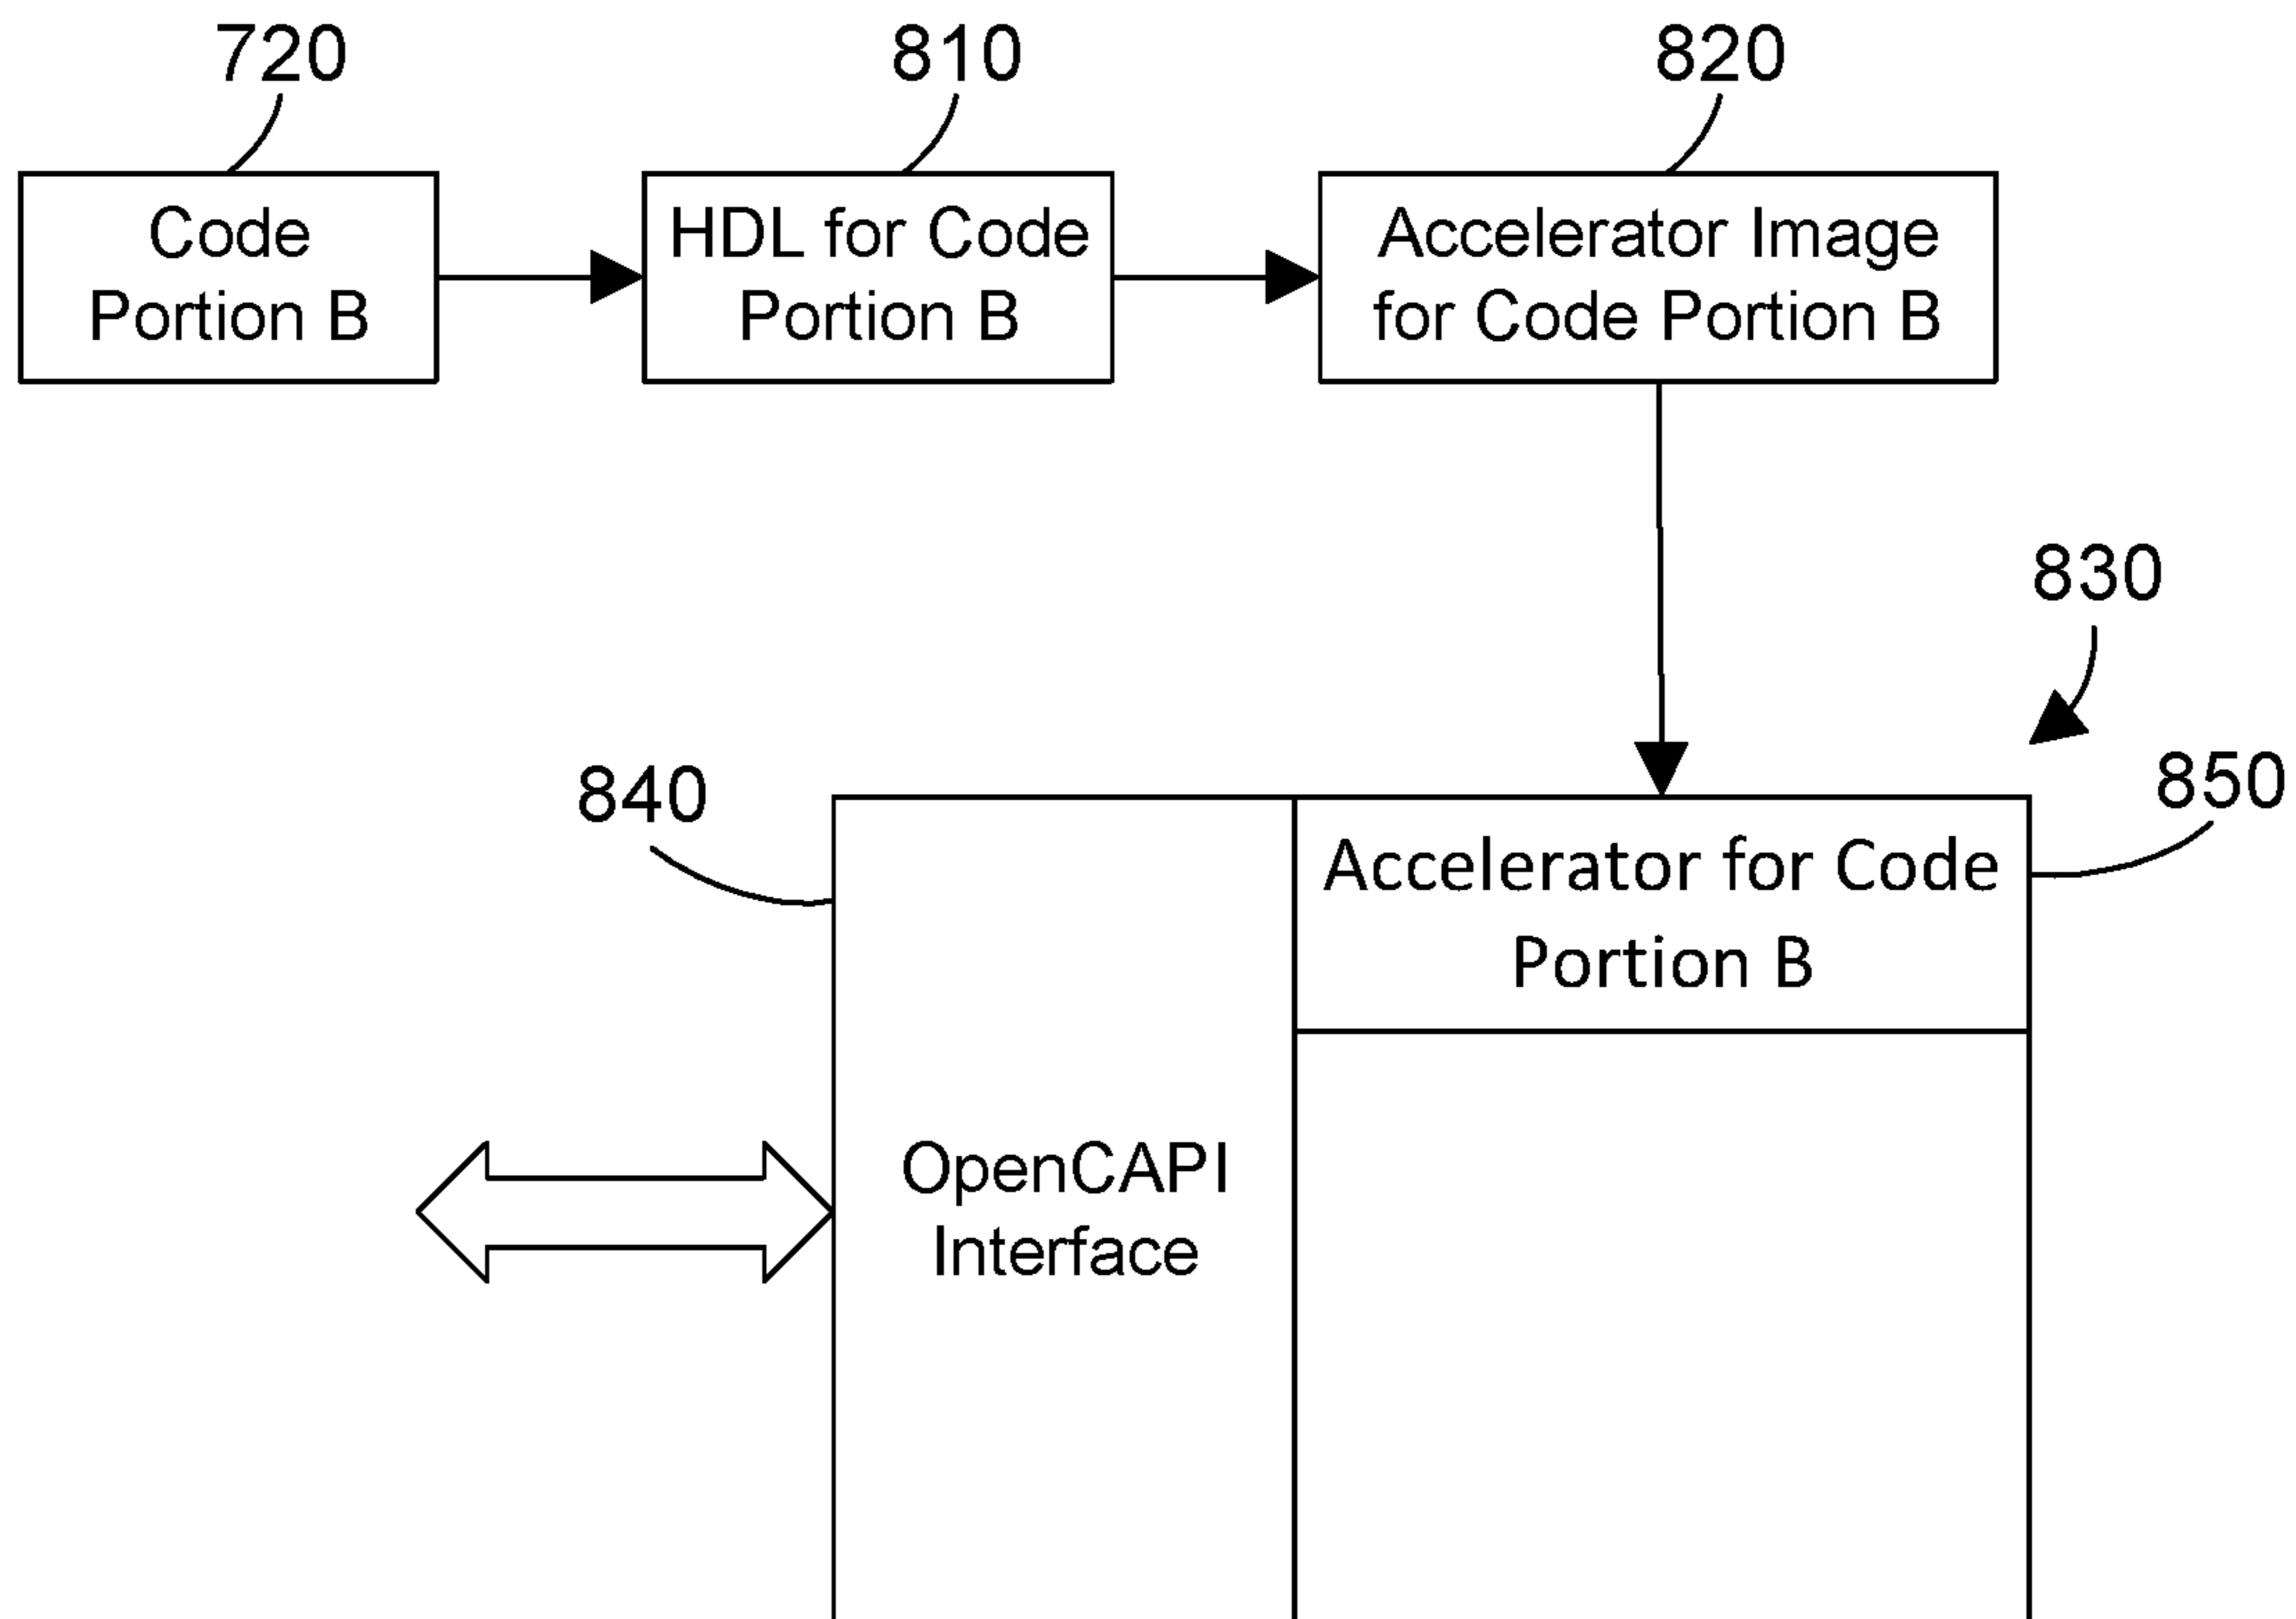 720
810
820
Code
Portion B
HDL for Code
Portion B
Accelerator Image
for Code Portion B
830
840
850
Accelerator for Code
Portion B
OpenCAPI
Interface